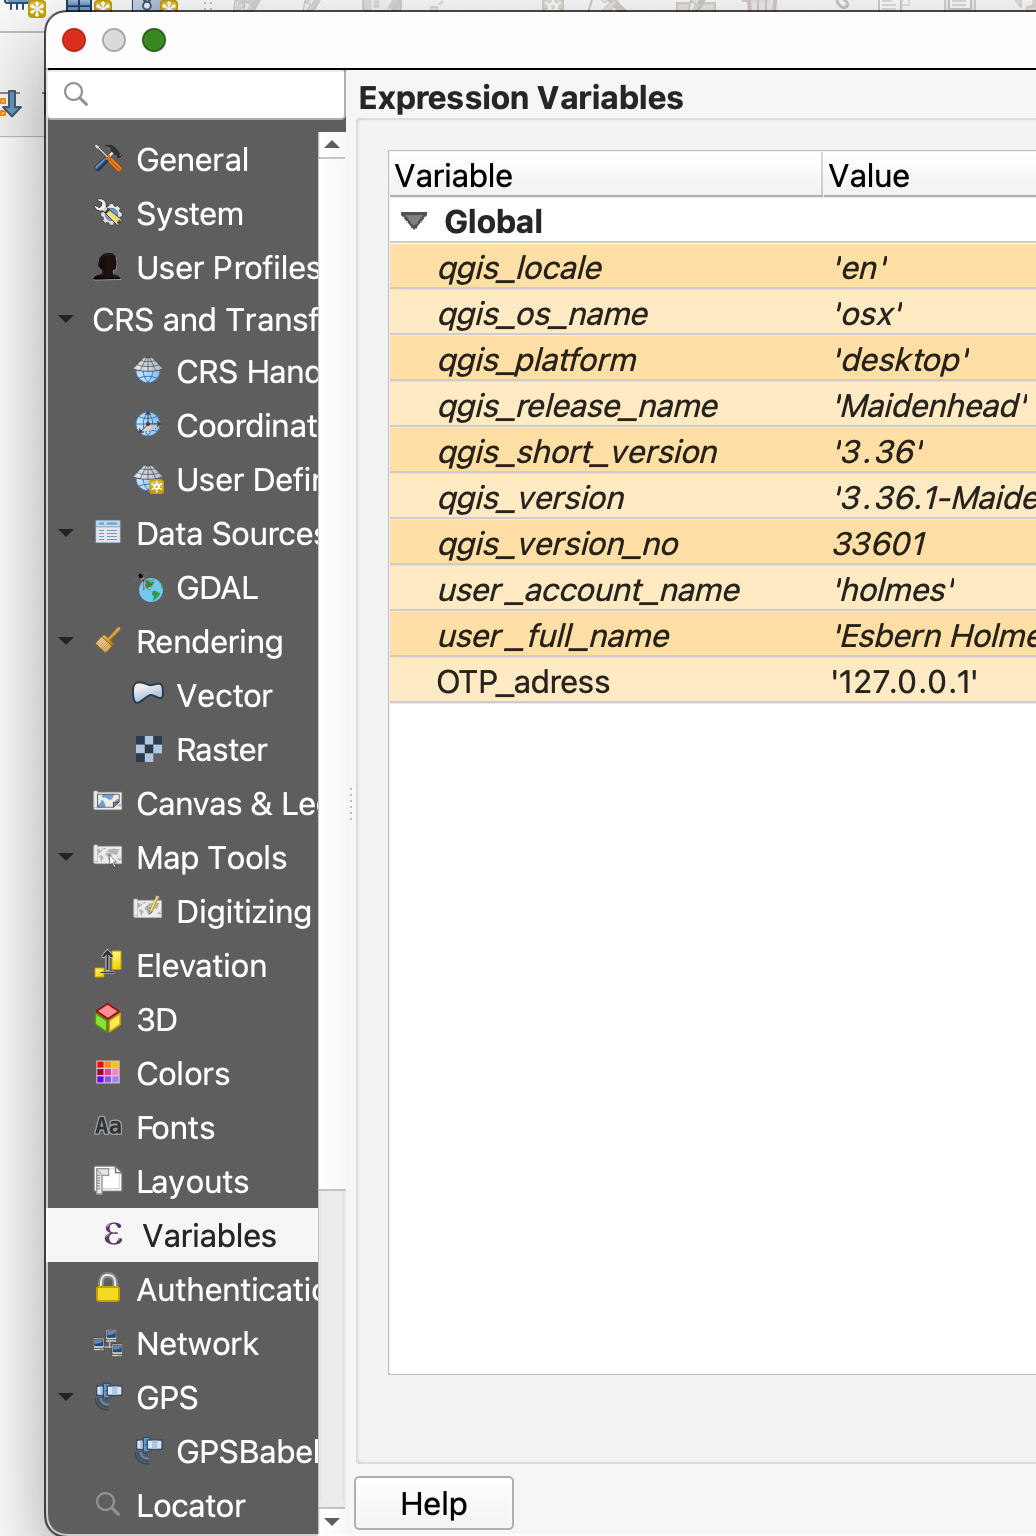 Expression Variables
General
System
User Profiles
CRS and Transf
CRS Hand
Coordinat
User Defin
Data Sources
GDAL
Rendering
Vector
Raster
Canvas & Le
Map Tools
Digitizing
Elevation
3D
Colors
Aa Fonts
Layouts
ε Variables
Authenticatio
Network
GPS
GPSBabel
Locator
Variable Value
Global
qgis_locale 'en'
qgis_os_name 'osx'
qgis_platform 'desktop'
qgis_release_name 'Maidenhead'
qgis_short_version '3.36'
qgis_version '3.36.1-Maide
qgis_version_no 33601
user_account_name 'holmes'
user_full_name 'Esbern Holme
OTP_adress '127.0.0.1'
Help